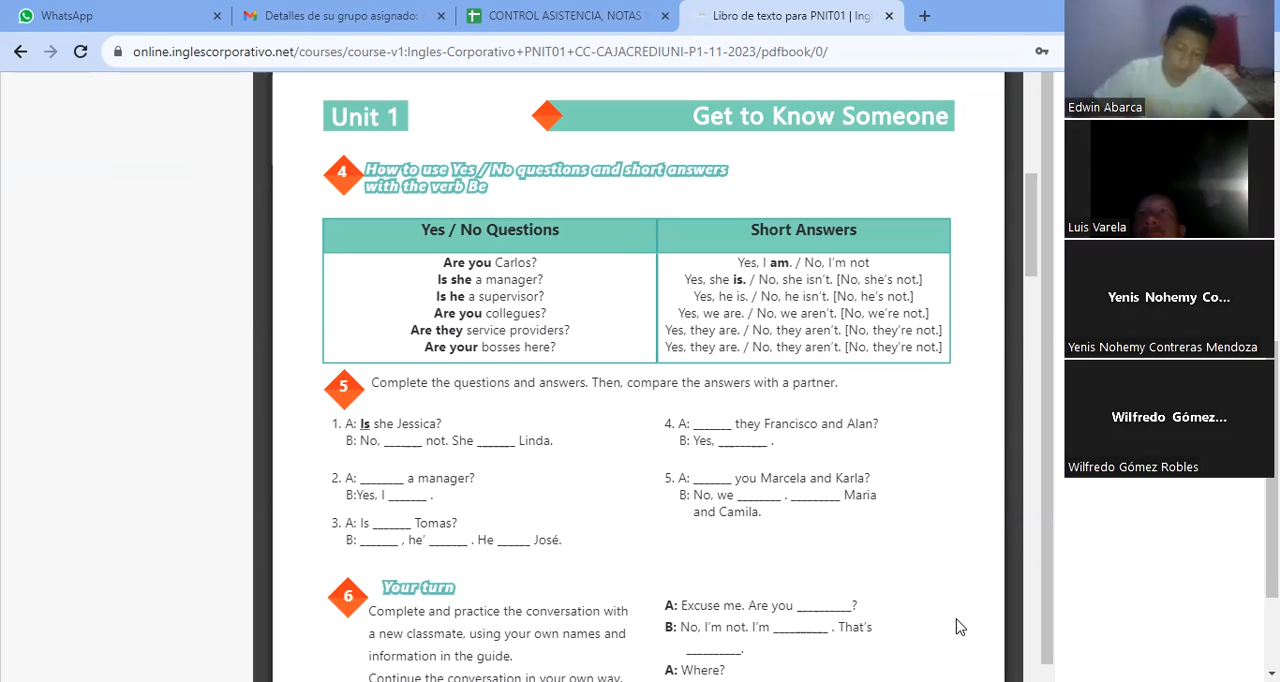 WhatsApp
Detalles de su grupo asignado:
CONTROL ASISTENCIA, NOTAS Y
Libro de texto para PNIT01 | Ing
online.inglescorporativo.net/courses/course-v1:Ingles-Corporativo+PNIT01+CC-CAJACREDIUNI-P1-11-2023/pdfbook/0/
Unit 1
Get to Know Someone
4
How to use Yes / No questions and short answers
with the verb Be
Yes / No Questions
Short Answers
Are you Carlos?
Yes, I am. / No, I'm not
Is she a manager?
Yes, she is. / No, she isn't. [No, she's not.]
Is he a supervisor?
Yes, he is. / No, he isn't. [No, he's not.]
Are you collegues?
Yes, we are. / No, we aren't. [No, we're not.]
Are they service providers?
Yes, they are. / No, they aren't. [No, they're not.]
Are your bosses here?
Yes, they are. / No, they aren't. [No, they're not.]
5
Complete the questions and answers. Then, compare the answers with a partner.
1. A: Is she Jessica?
B: No, _______ not. She _______ Linda.
2. A: ________ a manager?
B:Yes, I _______ .
3. A: Is _______ Tomas?
B: _______ , he' _______ . He ______ José.
4. A: _______ they Francisco and Alan?
B: Yes, _________ .
5. A: _______ you Marcela and Karla?
B: No, we ________ . _________ Maria
and Camila.
6
Your turn
Complete and practice the conversation with
a new classmate, using your own names and
information in the guide.
Continue the conversation in your own way.
A: Excuse me. Are you __________?
B: No, I'm not. I'm __________ . That's
__________.
A: Where?
Edwin Abarca
Luis Varela
Yenis Nohemy Co...
Yenis Nohemy Contreras Mendoza
Wilfredo Gómez...
Wilfredo Gómez Robles